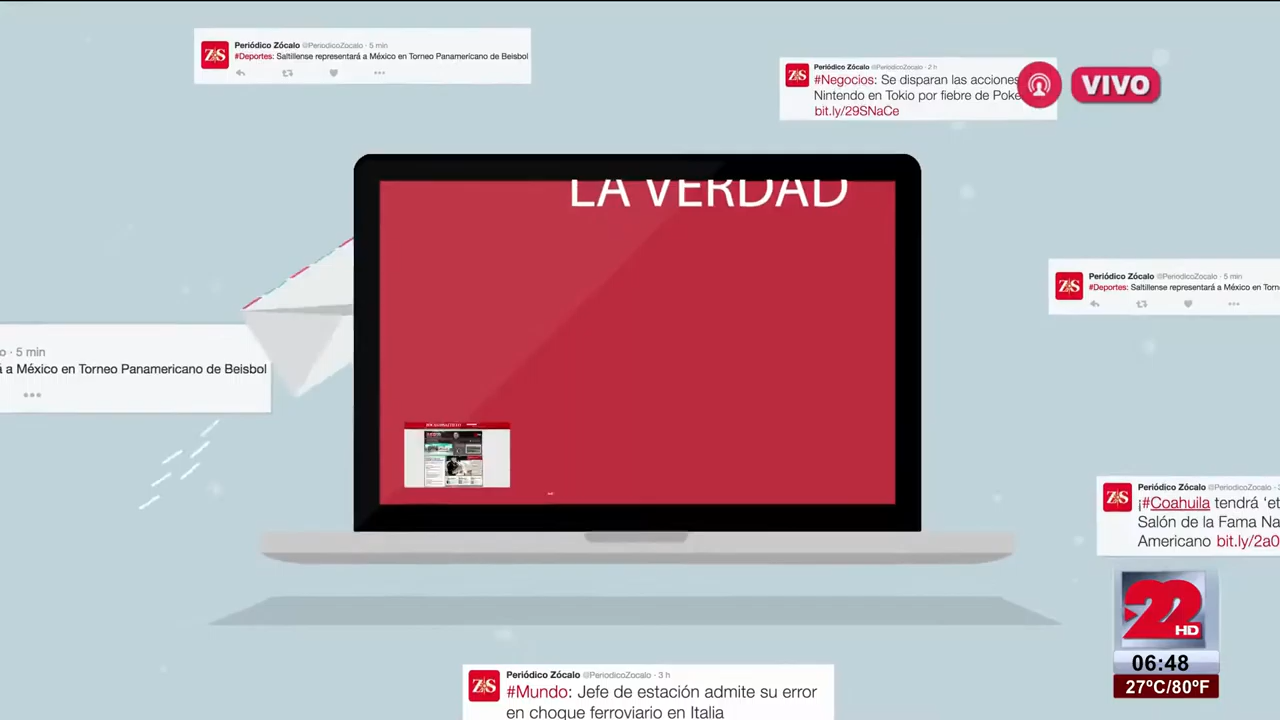 Periódico Zócalo @PeriodicoZocalo · 5 min
#Deportes: Saltillense representará a México en Torneo Panamericano de Beisbol
Periódico Zócalo @PeriodicoZocalo · 2 h
#Negocios: Se disparan las acciones
Nintendo en Tokio por fiebre de Poké
bit.ly/29SNaCe
VIVO
LA VERDAD
Periódico Zócalo @PeriodicoZocalo · 5 min
#Deportes: Saltillense representará a México en Torn
o · 5 min
á a México en Torneo Panamericano de Beisbol
Periódico Zócalo @PeriodicoZocalo ·
¡#Coahuila tendrá ‘et
Salón de la Fama Na
Americano bit.ly/2a0
22
HD
06:48
27ºC/80ºF
Periódico Zócalo @PeriodicoZocalo · 3 h
#Mundo: Jefe de estación admite su error
en choque ferroviario en Italia